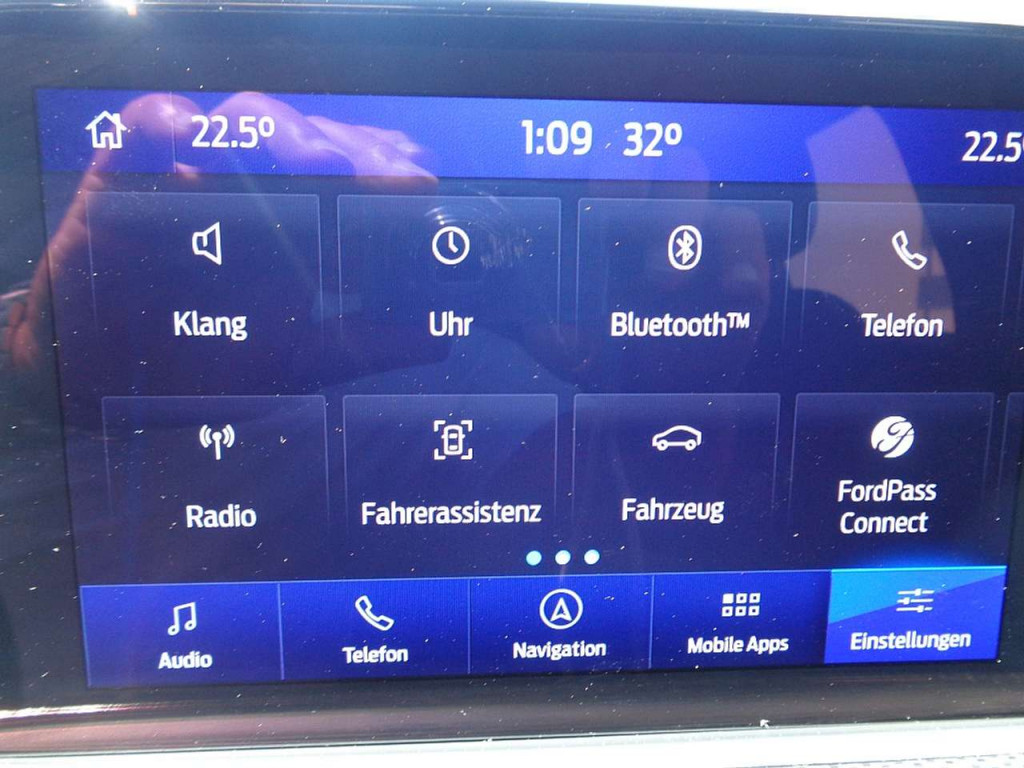 22.5° 1:09 32° 22.5°
Klang Uhr Bluetooth™ Telefon
Radio Fahrerassistenz Fahrzeug FordPass
Connect
Audio Telefon Navigation Mobile Apps Einstellungen